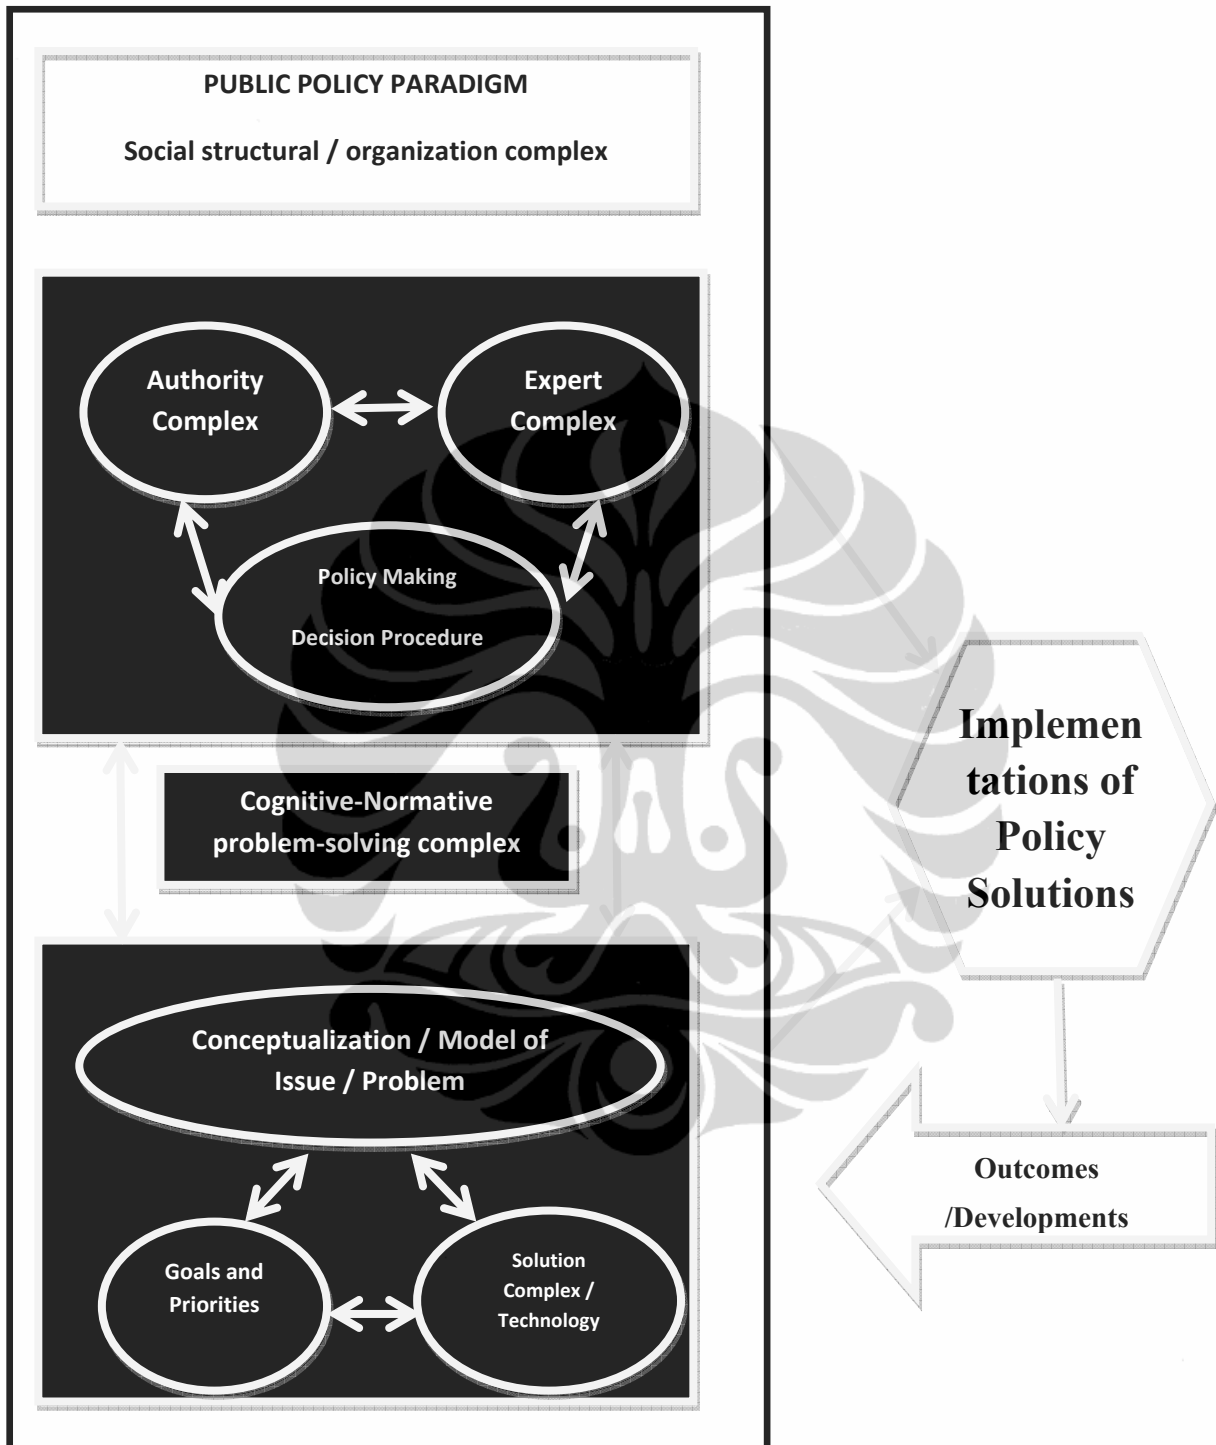 PUBLIC POLICY PARADIGM
Social structural / organization complex
Authority
Complex
Expert
Complex
Policy Making
Decision Procedure
Cognitive-Normative
problem-solving complex
Implemen
tations of
Policy
Solutions
Conceptualization / Model of
Issue / Problem
Outcomes
/Developments
Goals and
Priorities
Solution
Complex /
Technology